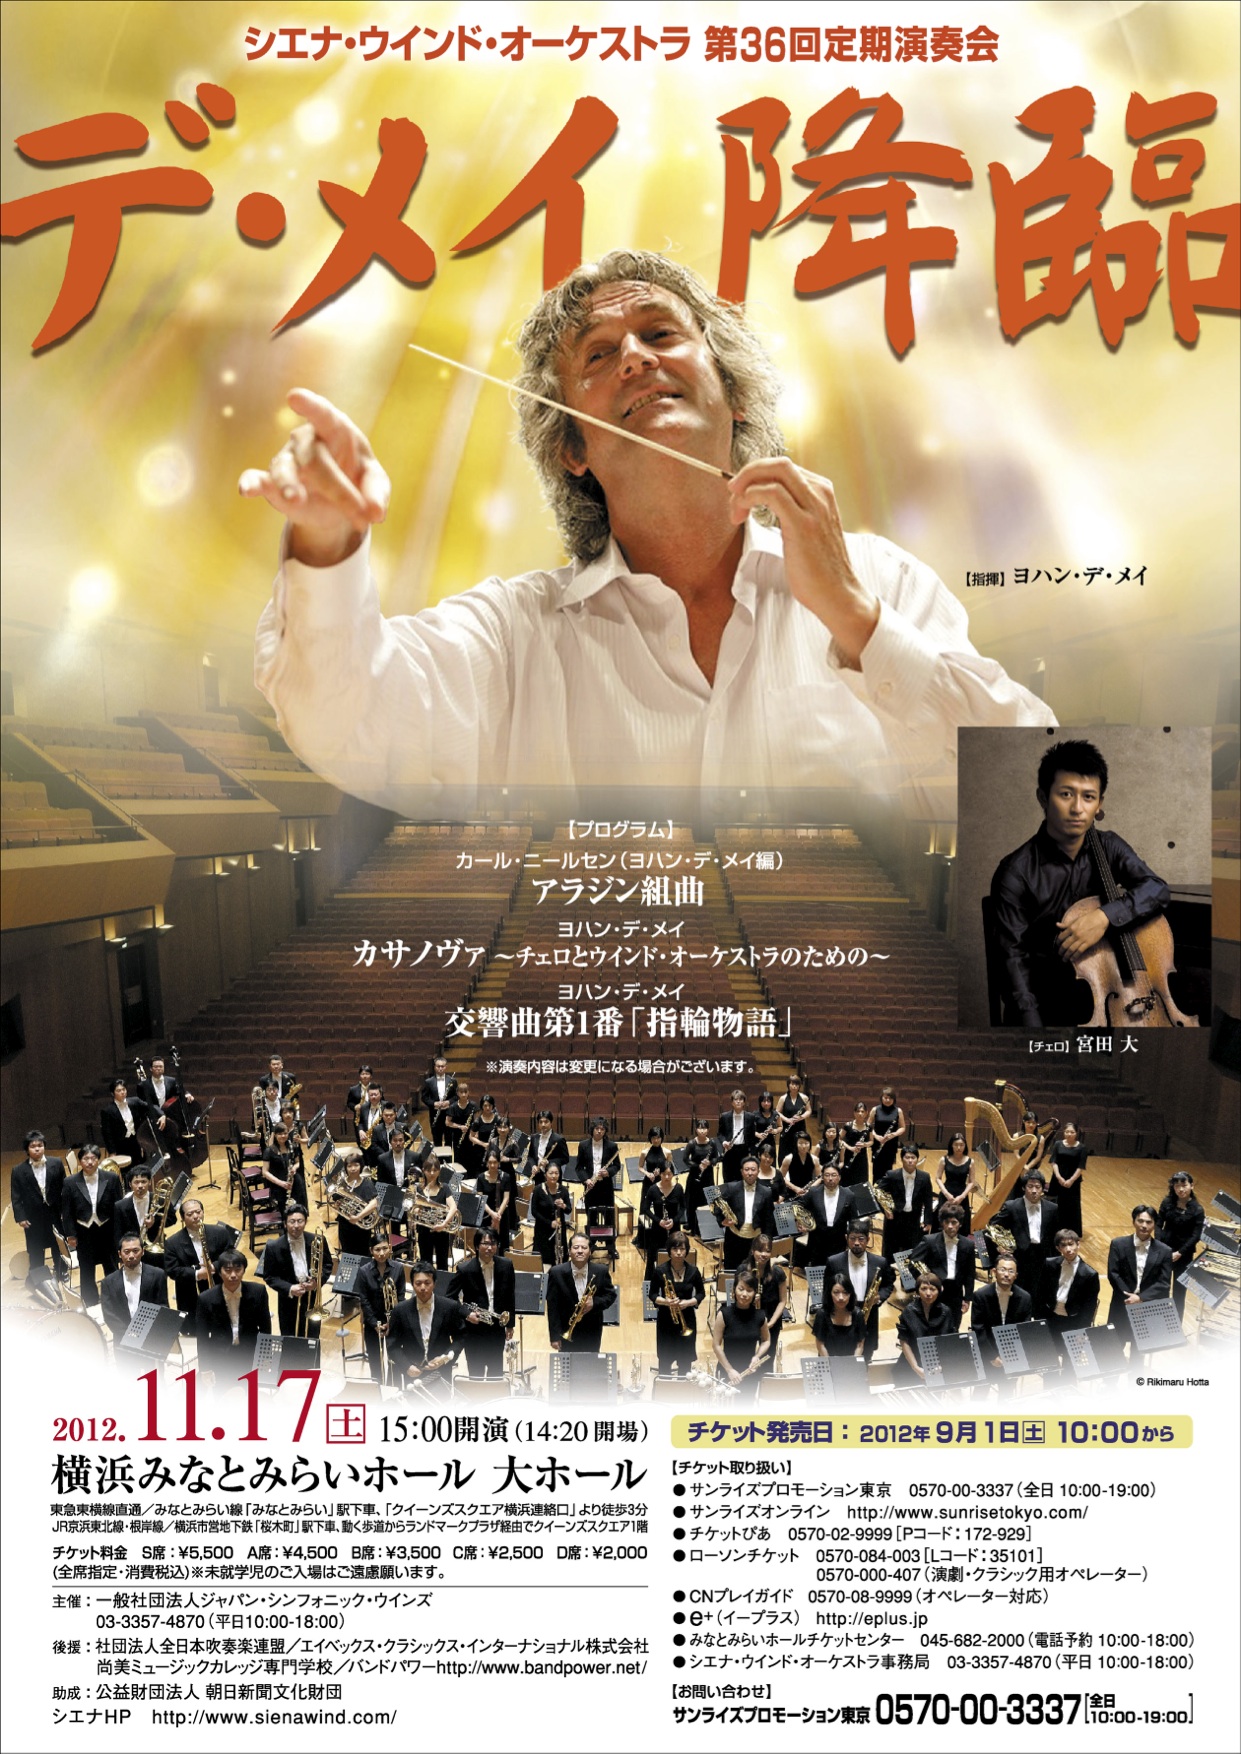 シエナ・ウインド・オーケストラ 第36回定期演奏会
デ・メイ 降臨
【指揮】ヨハン・デ・メイ
【プログラム】
カール・ニールセン（ヨハン・デ・メイ編）
アラジン組曲
ヨハン・デ・メイ
カサノヴァ ～チェロとウインド・オーケストラのための～
ヨハン・デ・メイ
交響曲第1番「指輪物語」
※演奏内容は変更になる場合がございます。
【チェロ】宮田 大
© Rikimaru Hotta
2012.11.17土 15:00開演（14:20開場）
横浜みなとみらいホール 大ホール
東急東横線直通／みなとみらい線「みなとみらい」駅下車、「クイーンズスクエア横浜連絡口」より徒歩3分
JR京浜東北線・根岸線／横浜市営地下鉄「桜木町」駅下車、動く歩道からランドマークプラザ経由でクイーンズスクエア1階
チケット料金 S席：¥5,500 A席：¥4,500 B席：¥3,500 C席：¥2,500 D席：¥2,000
（全席指定・消費税込）※未就学児のご入場はご遠慮願います。
主催：一般社団法人ジャパン・シンフォニック・ウインズ
03-3357-4870（平日10:00-18:00）
後援：社団法人全日本吹奏楽連盟／エイベックス・クラシックス・インターナショナル株式会社
尚美ミュージックカレッジ専門学校／バンドパワーhttp://www.bandpower.net/
助成：公益財団法人 朝日新聞文化財団
シエナHP http://www.sienawind.com/
チケット発売日：2012年9月1日土 10:00から
【チケット取り扱い】
●サンライズプロモーション東京 0570-00-3337（全日 10:00-19:00）
●サンライズオンライン http://www.sunrisetokyo.com/
●チケットぴあ 0570-02-9999［Pコード：172-929］
●ローソンチケット 0570-084-003［Lコード：35101］
0570-000-407（演劇・クラシック用オペレーター）
●CNプレイガイド 0570-08-9999（オペレーター対応）
●e+（イープラス） http://eplus.jp
●みなとみらいホールチケットセンター 045-682-2000（電話予約 10:00-18:00）
●シエナ・ウインド・オーケストラ事務局 03-3357-4870（平日 10:00-18:00）
【お問い合わせ】
サンライズプロモーション東京 0570-00-3337［全日 10:00-19:00］